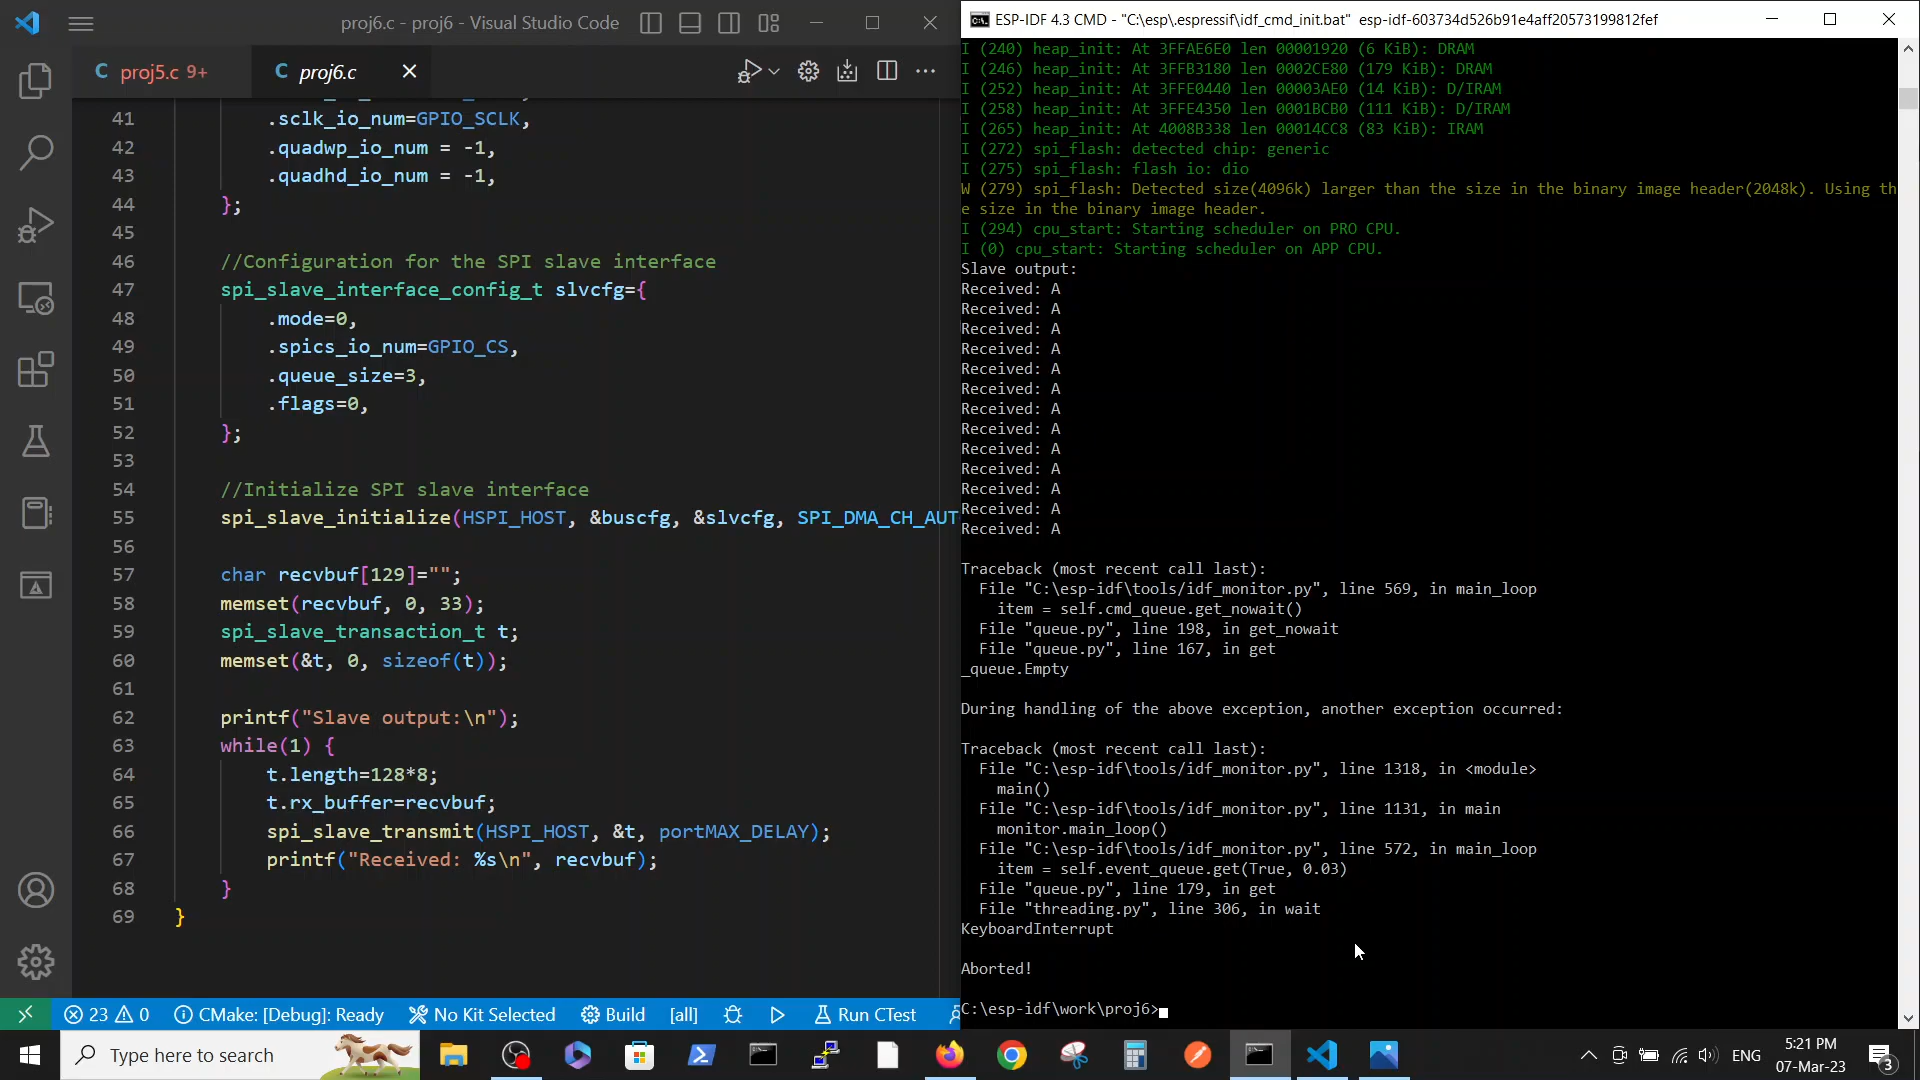 proj6.c - proj6 - Visual Studio Code
C proj5.c 9+
C proj6.c
41 .sclk_io_num=GPIO_SCLK,
42 .quadwp_io_num = -1,
43 .quadhd_io_num = -1,
44 };
45
46 //Configuration for the SPI slave interface
47 spi_slave_interface_config_t slvcfg={
48 .mode=0,
49 .spics_io_num=GPIO_CS,
50 .queue_size=3,
51 .flags=0,
52 };
53
54 //Initialize SPI slave interface
55 spi_slave_initialize(HSPI_HOST, &buscfg, &slvcfg, SPI_DMA_CH_AUT
56
57 char recvbuf[129]="";
58 memset(recvbuf, 0, 33);
59 spi_slave_transaction_t t;
60 memset(&t, 0, sizeof(t));
61
62 printf("Slave output:\n");
63 while(1) {
64 t.length=128*8;
65 t.rx_buffer=recvbuf;
66 spi_slave_transmit(HSPI_HOST, &t, portMAX_DELAY);
67 printf("Received: %s\n", recvbuf);
68 }
69 }
23 0 CMake: [Debug]: Ready No Kit Selected Build [all] Run CTest
ESP-IDF 4.3 CMD - "C:\esp\.espressif\idf_cmd_init.bat" esp-idf-603734d526b91e4aff20573199812fef
I (240) heap_init: At 3FFAE6E0 len 00001920 (6 KiB): DRAM
I (246) heap_init: At 3FFB3180 len 0002CE80 (179 KiB): DRAM
I (252) heap_init: At 3FFE0440 len 00003AE0 (14 KiB): D/IRAM
I (258) heap_init: At 3FFE4350 len 0001BCB0 (111 KiB): D/IRAM
I (265) heap_init: At 4008B338 len 00014CC8 (83 KiB): IRAM
I (272) spi_flash: detected chip: generic
I (275) spi_flash: flash io: dio
W (279) spi_flash: Detected size(4096k) larger than the size in the binary image header(2048k). Using th
e size in the binary image header.
I (294) cpu_start: Starting scheduler on PRO CPU.
I (0) cpu_start: Starting scheduler on APP CPU.
Slave output:
Received: A
Received: A
Received: A
Received: A
Received: A
Received: A
Received: A
Received: A
Received: A
Received: A
Received: A
Received: A
Received: A
Traceback (most recent call last):
File "C:\esp-idf\tools/idf_monitor.py", line 569, in main_loop
item = self.cmd_queue.get_nowait()
File "queue.py", line 198, in get_nowait
File "queue.py", line 167, in get
_queue.Empty
During handling of the above exception, another exception occurred:
Traceback (most recent call last):
File "C:\esp-idf\tools/idf_monitor.py", line 1318, in <module>
main()
File "C:\esp-idf\tools/idf_monitor.py", line 1131, in main
monitor.main_loop()
File "C:\esp-idf\tools/idf_monitor.py", line 572, in main_loop
item = self.event_queue.get(True, 0.03)
File "queue.py", line 179, in get
File "threading.py", line 306, in wait
KeyboardInterrupt
Aborted!
C:\esp-idf\work\proj6>
Type here to search
ENG
5:21 PM
07-Mar-23
3